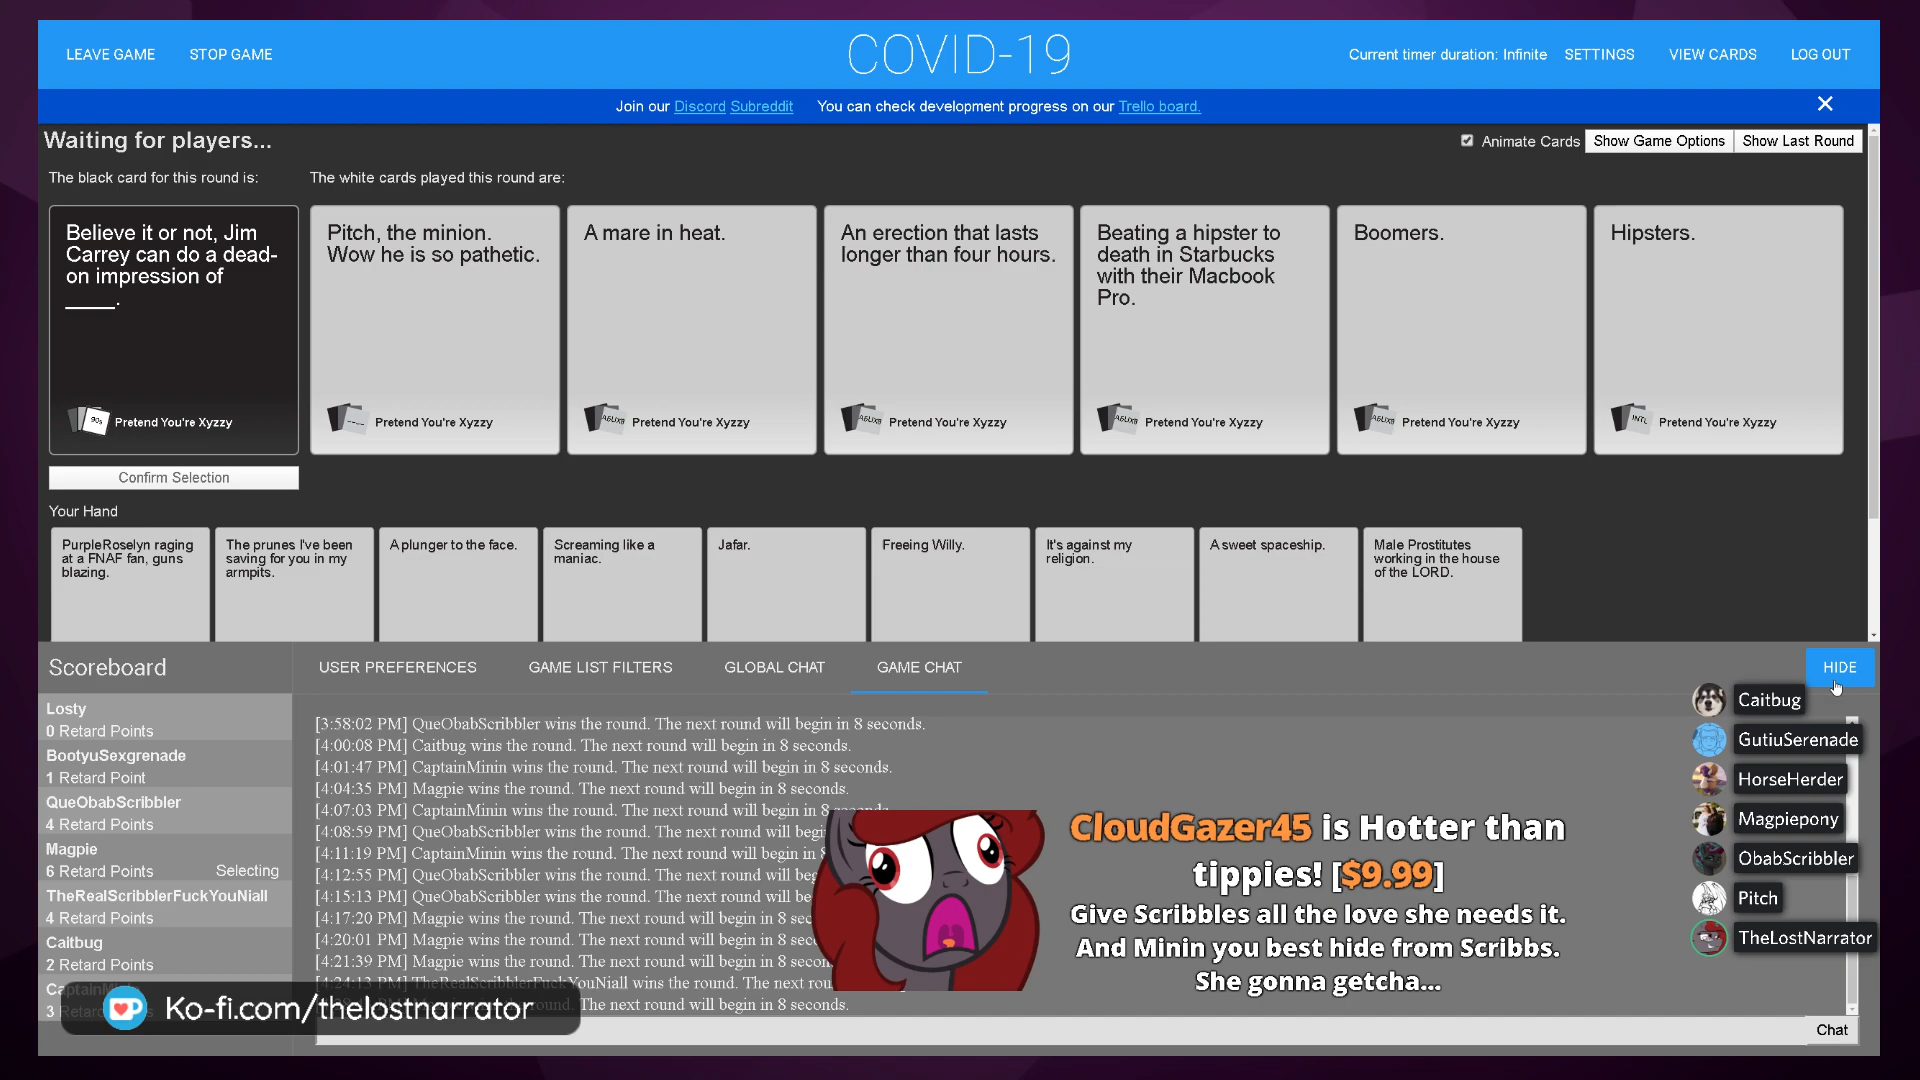 LEAVE GAME STOP GAME COVID-19 Current timer duration: Infinite SETTINGS VIEW CARDS LOG OUT
Join our Discord Subreddit You can check development progress on our Trello board.
Waiting for players...
Animate Cards Show Game Options Show Last Round
The black card for this round is:
The white cards played this round are:
Believe it or not, Jim
Carrey can do a dead-
on impression of
_____.
90s Pretend You're Xyzzy
Pitch, the minion.
Wow he is so pathetic.
Pretend You're Xyzzy
A mare in heat.
Pretend You're Xyzzy
An erection that lasts
longer than four hours.
Pretend You're Xyzzy
Beating a hipster to
death in Starbucks
with their Macbook
Pro.
Pretend You're Xyzzy
Boomers.
Pretend You're Xyzzy
Hipsters.
INTL Pretend You're Xyzzy
Confirm Selection
Your Hand
PurpleRoselyn raging
at a FNAF fan, guns
blazing.
The prunes I've been
saving for you in my
armpits.
A plunger to the face.
Screaming like a
maniac.
Jafar.
Freeing Willy.
It's against my
religion.
A sweet spaceship.
Male Prostitutes
working in the house
of the LORD.
Scoreboard
USER PREFERENCES GAME LIST FILTERS GLOBAL CHAT GAME CHAT HIDE
Losty
0 Retard Points
BootyuSexgrenade
1 Retard Point
QueObabScribbler
4 Retard Points
Magpie
6 Retard Points Selecting
TheRealScribblerFuckYouNiall
4 Retard Points
Caitbug
2 Retard Points
3
[3:58:02 PM] QueObabScribbler wins the round. The next round will begin in 8 seconds.
[4:00:08 PM] Caitbug wins the round. The next round will begin in 8 seconds.
[4:01:47 PM] CaptainMinin wins the round. The next round will begin in 8 seconds.
[4:04:35 PM] Magpie wins the round. The next round will begin in 8 seconds.
[4:07:03 PM] CaptainMinin wins the round. The next round will begin in 8 seconds.
[4:08:59 PM] QueObabScribbler wins the round. The next round will begi
[4:11:19 PM] CaptainMinin wins the round. The next round will begin in 8
[4:12:55 PM] QueObabScribbler wins the round. The next round will beg
[4:15:13 PM] QueObabScribbler wins the round. The next round will be
[4:17:20 PM] Magpie wins the round. The next round will begin in 8 sec
[4:20:01 PM] Magpie wins the round. The next round will begin in 8 sec
[4:21:39 PM] Magpie wins the round. The next round will begin in 8 secon
[4:24:13 PM] TheRealScribblerFuckYouNiall wins the round. The next rou
round. The next round will begin in 8 seconds.
Chat
CloudGazer45 is Hotter than
tippies! [$9.99]
Give Scribbles all the love she needs it.
And Minin you best hide from Scribbs.
She gonna getcha...
Caitbug
GutiuSerenade
HorseHerder
Magpiepony
ObabScribbler
Pitch
TheLostNarrator
Ko-fi.com/thelostnarrator